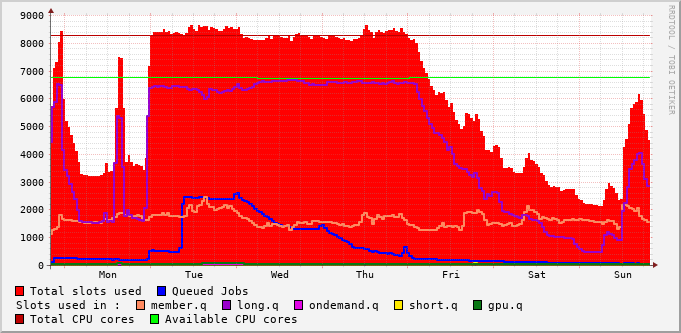 9000
8000
7000
6000
5000
4000
3000
2000
1000
0
Mon Tue Wed Thu Fri Sat Sun
RRDTOOL / TOBI OETIKER
Total slots used Queued Jobs
Slots used in : member.q long.q ondemand.q short.q gpu.q
Total CPU cores Available CPU cores